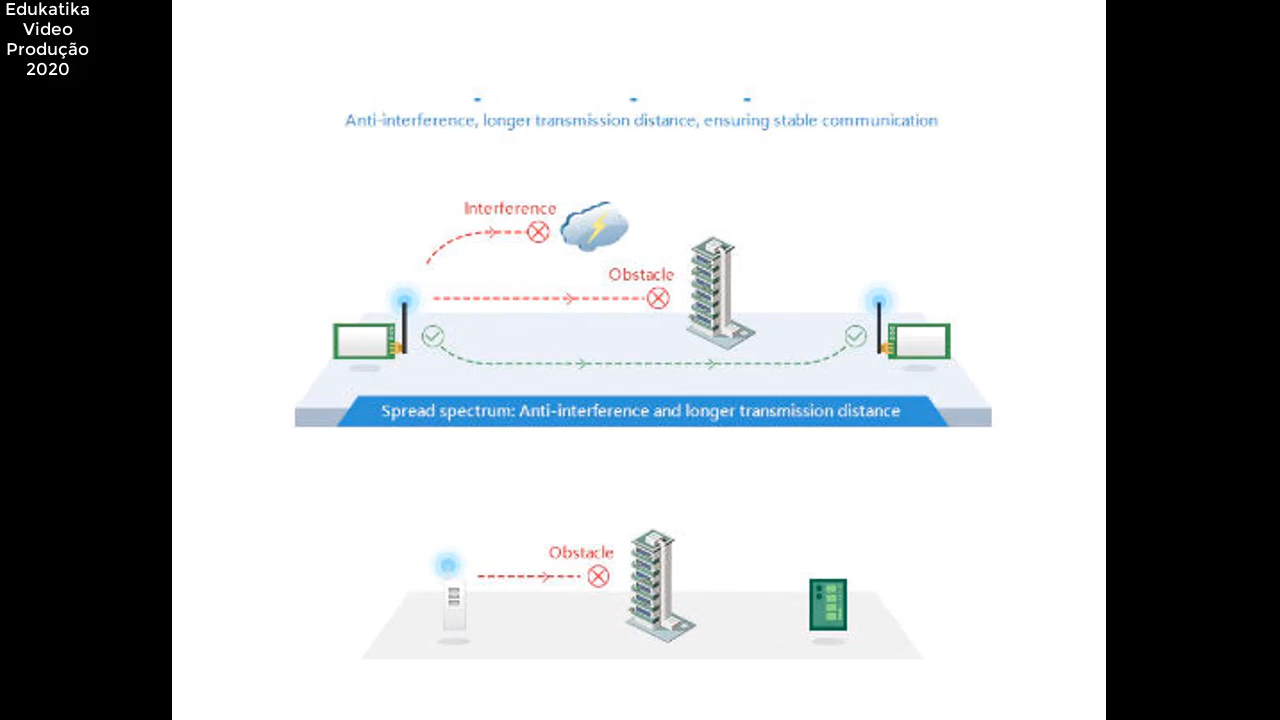 Edukatika
Video
Produção
2020
Anti-interference, longer transmission distance, ensuring stable communication
Interference
Obstacle
Spread spectrum: Anti-interference and longer transmission distance
Obstacle